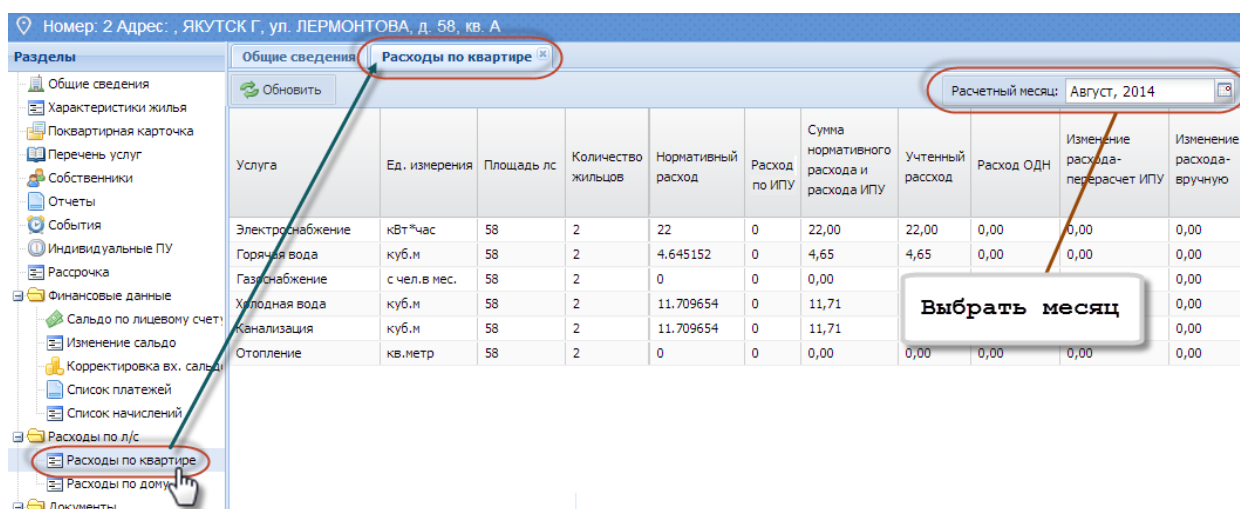 Номер: 2 Адрес: , ЯКУТСК Г, ул. ЛЕРМОНТОВА, д. 58, кв. А
Разделы
Общие сведения
Характеристики жилья
Поквартирная карточка
Перечень услуг
Собственники
Отчеты
События
Индивидуальные ПУ
Рассрочка
Финансовые данные
Сальдо по лицевому счету
Изменение сальдо
Корректировка вх. сальдо
Список платежей
Список начислений
Расходы по л/с
Расходы по квартире
Расходы по дому
Документы
Общие сведения Расходы по квартире
Обновить Расчетный месяц: Август, 2014
Услуга Ед. измерения Площадь лс Количество жильцов Нормативный расход Расход по ИПУ Сумма нормативного расхода и расхода ИПУ Учтенный рассход Расход ОДН Изменение расхода-перерасчет ИПУ Изменение расхода-вручную
Электроснабжение кВт*час 58 2 22 0 22,00 22,00 0,00 0,00 0,00
Горячая вода куб.м 58 2 4.645152 0 4,65 4,65 0,00 0,00 0,00
Газоснабжение с чел.в мес. 58 2 0 0 0,00 0,00
Холодная вода куб.м 58 2 11.709654 0 11,71 0,00
Канализация куб.м 58 2 11.709654 0 11,71 0,00
Отопление кв.метр 58 2 0 0 0,00 0,00 0,00 0,00 0,00
Выбрать месяц